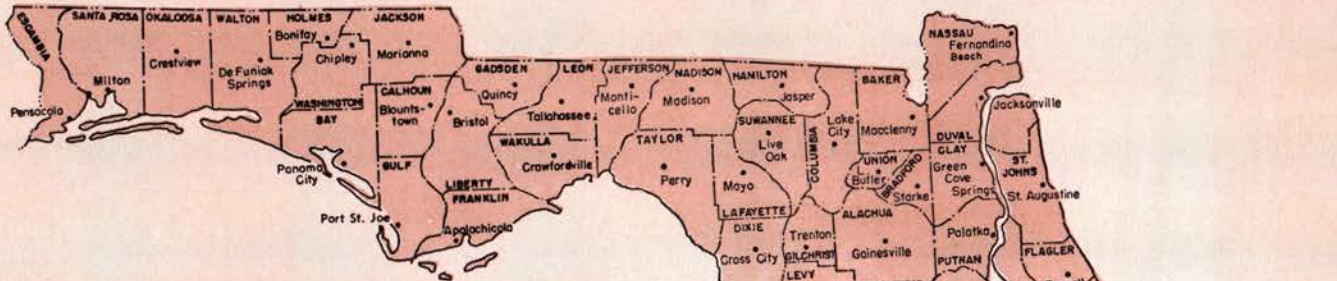 ESCAMBIA
SANTA ROSA
OKALOOSA
WALTON
HOLMES
JACKSON
Bonifay
Chipley
Marianna
Crestview
De Funiak
Springs
Milton
Pensacola
WASHINGTON
BAY
CALHOUN
Blounts-
town
Panama
City
GULF
Port St. Joe
GADSDEN
Quincy
LEON
Tallahassee
JEFFERSON
Monti-
cello
MADISON
Madison
HAMILTON
Jasper
Bristol
WAKULLA
Crawfordville
LIBERTY
FRANKLIN
Apalachicola
TAYLOR
Perry
SUWANNEE
Live
Oak
Mayo
LAFAYETTE
DIXIE
Cross City
COLUMBIA
Lake
City
BAKER
Macclenny
UNION
Butler
BRADFORD
Starke
ALACHUA
Gainesville
Trenton
GILCHRIST
LEVY
NASSAU
Fernandina
Beach
Jacksonville
DUVAL
CLAY
Green
Cove
Springs
ST.
JOHNS
St. Augustine
Palatka
PUTNAN
FLAGLER